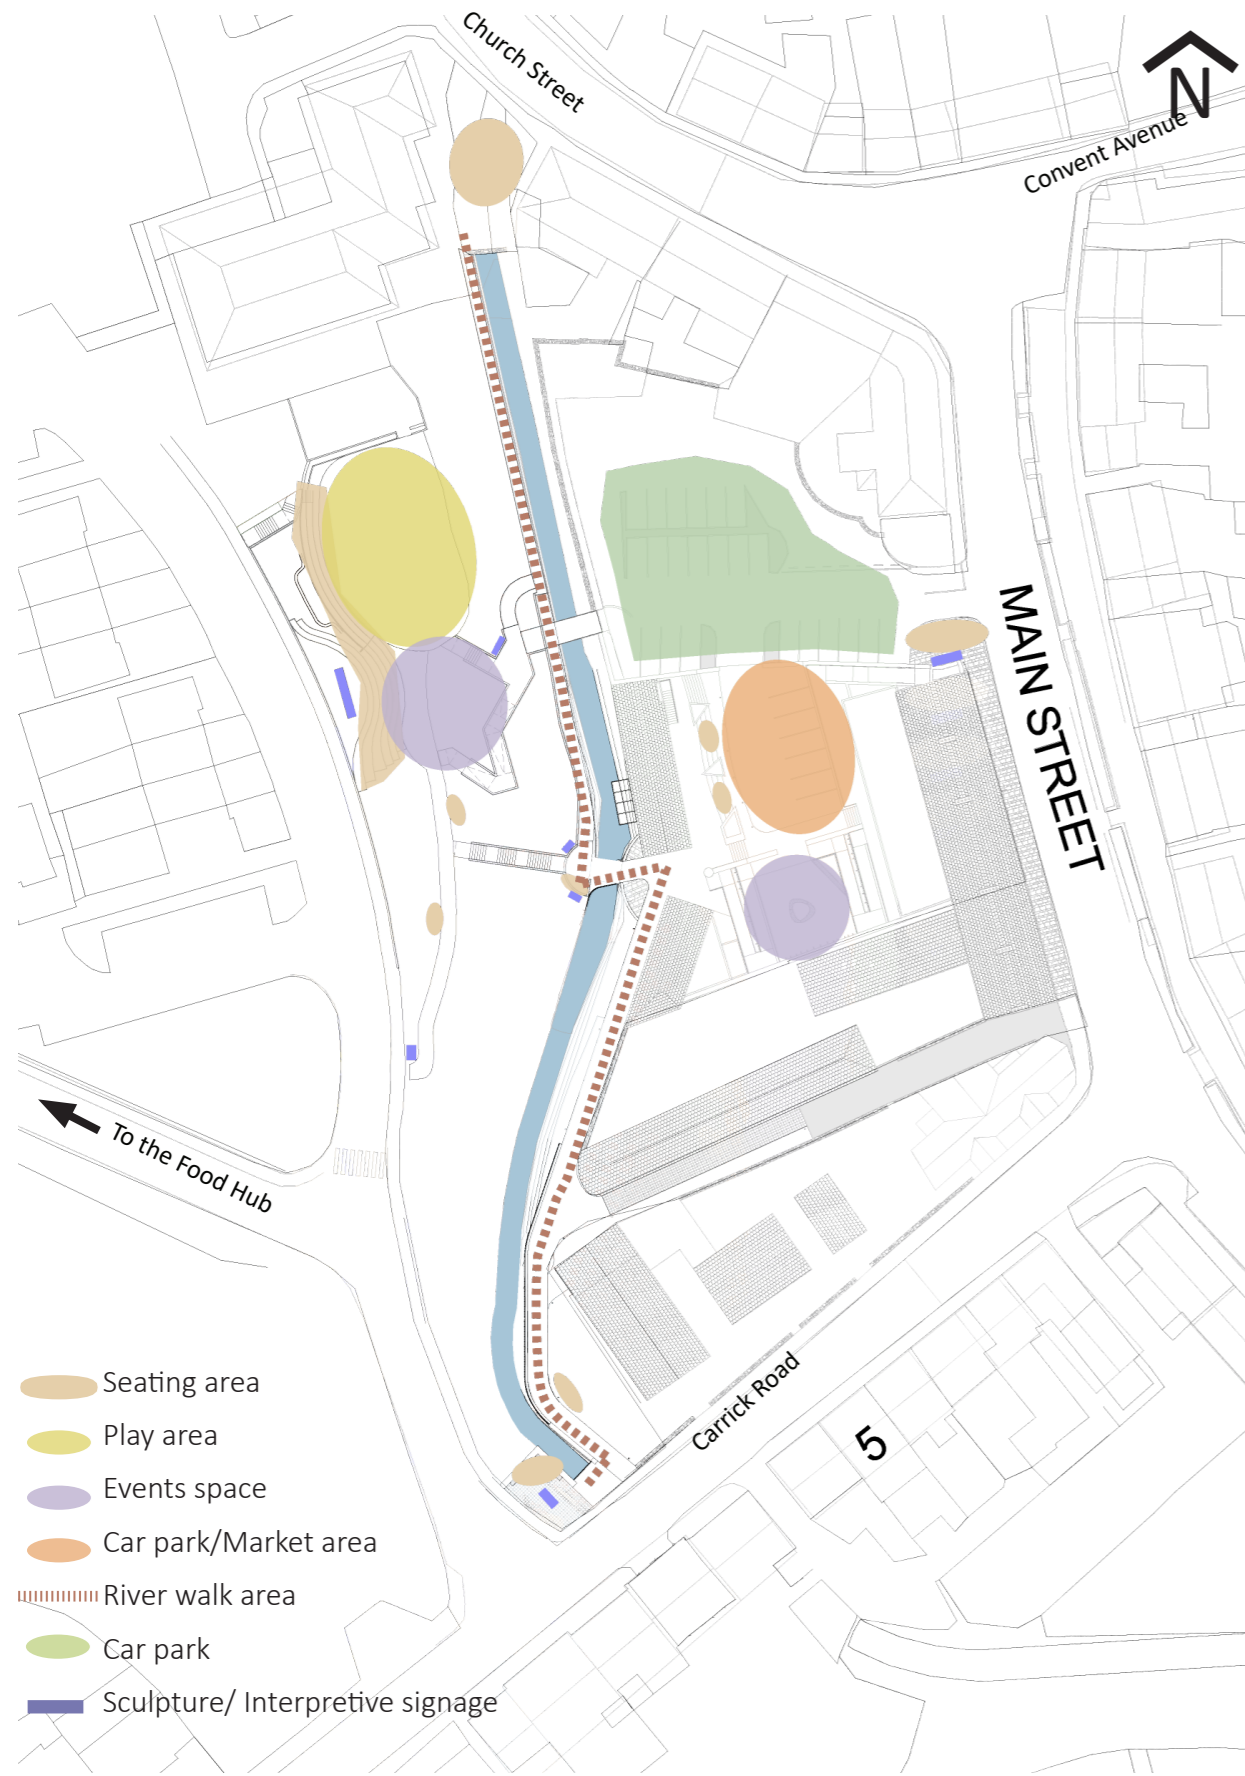 Church Street
N
Convent Avenue
MAIN STREET
To the Food Hub
Carrick Road
5
Seating area
Play area
Events space
Car park/Market area
River walk area
Car park
Sculpture/ Interpretive signage